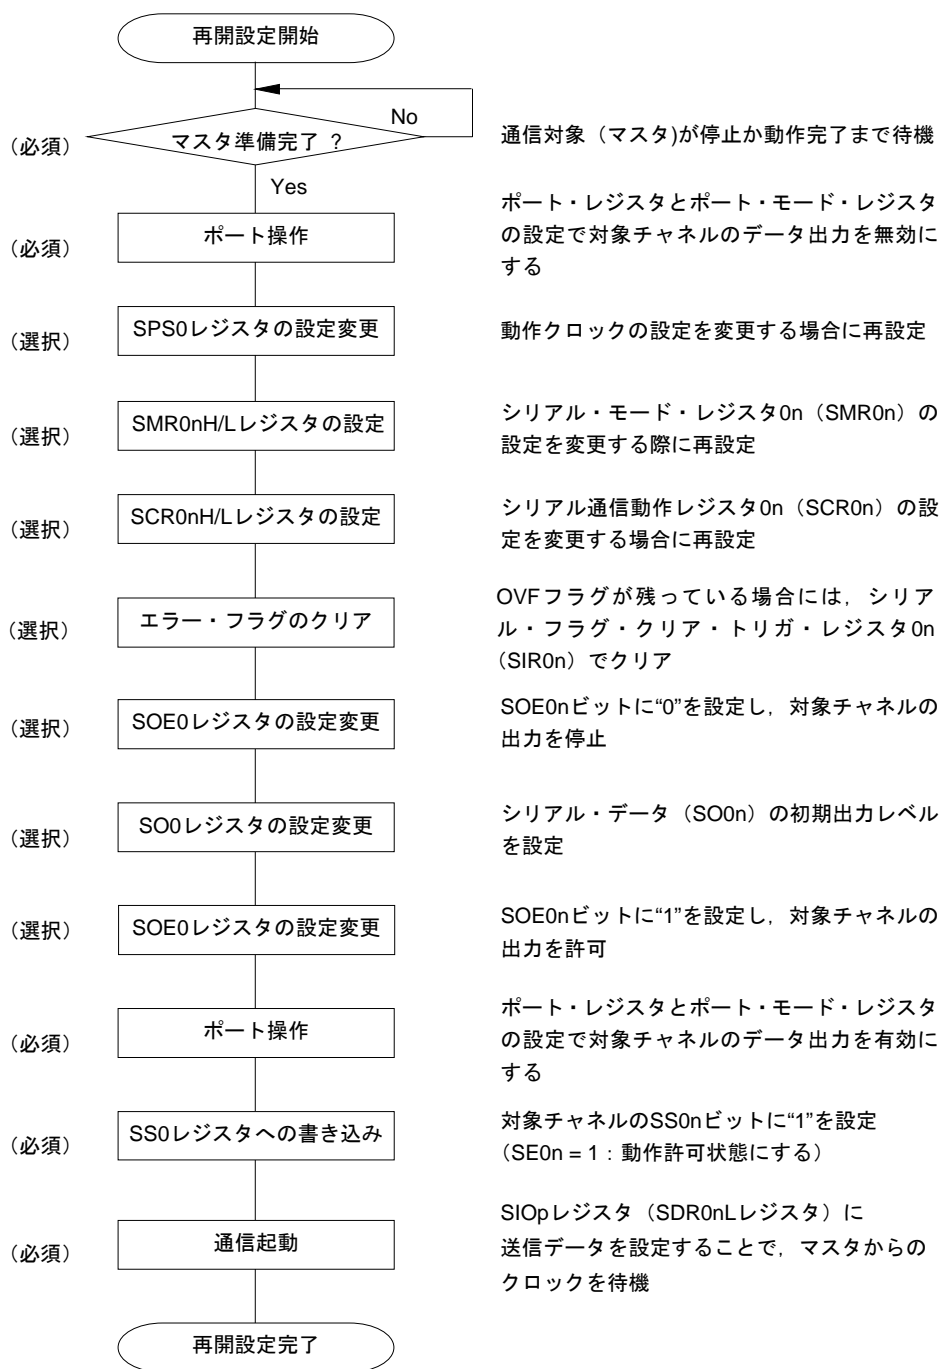 再開設定開始
No
(必須)
マスタ準備完了 ?
通信対象(マスタ)が停止か動作完了まで待機
Yes
(必須)
ポート操作
ポート・レジスタとポート・モード・レジスタ
の設定で対象チャネルのデータ出力を無効に
する
(選択)
SPS0レジスタの設定変更
動作クロックの設定を変更する場合に再設定
(選択)
SMR0nH/Lレジスタの設定
シリアル・モード・レジスタ0n(SMR0n)の
設定を変更する際に再設定
(選択)
SCR0nH/Lレジスタの設定
シリアル通信動作レジスタ0n(SCR0n)の設
定を変更する場合に再設定
(選択)
エラー・フラグのクリア
OVFフラグが残っている場合には,シリア
ル・フラグ・クリア・トリガ・レジスタ0n
(SIR0n)でクリア
(選択)
SOE0レジスタの設定変更
SOE0nビットに“0”を設定し,対象チャネルの
出力を停止
(選択)
SO0レジスタの設定変更
シリアル・データ(SO0n)の初期出力レベル
を設定
(選択)
SOE0レジスタの設定変更
SOE0nビットに“1”を設定し,対象チャネルの
出力を許可
(必須)
ポート操作
ポート・レジスタとポート・モード・レジスタ
の設定で対象チャネルのデータ出力を有効に
する
(必須)
SS0レジスタへの書き込み
対象チャネルのSS0nビットに“1”を設定
(SE0n = 1:動作許可状態にする)
(必須)
通信起動
SIOpレジスタ(SDR0nLレジスタ)に
送信データを設定することで,マスタからの
クロックを待機
再開設定完了